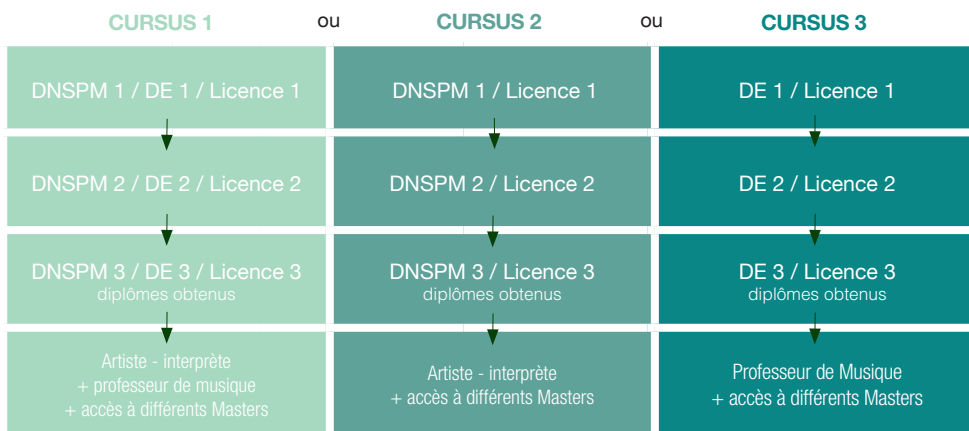 CURSUS 1 ou CURSUS 2 ou CURSUS 3
DNSPM 1 / DE 1 / Licence 1
DNSPM 1 / Licence 1
DE 1 / Licence 1
DNSPM 2 / DE 2 / Licence 2
DNSPM 2 / Licence 2
DE 2 / Licence 2
DNSPM 3 / DE 3 / Licence 3
diplômes obtenus
DNSPM 3 / Licence 3
diplômes obtenus
DE 3 / Licence 3
diplômes obtenus
Artiste - interprète
+ professeur de musique
+ accès à différents Masters
Artiste - interprète
+ accès à différents Masters
Professeur de Musique
+ accès à différents Masters